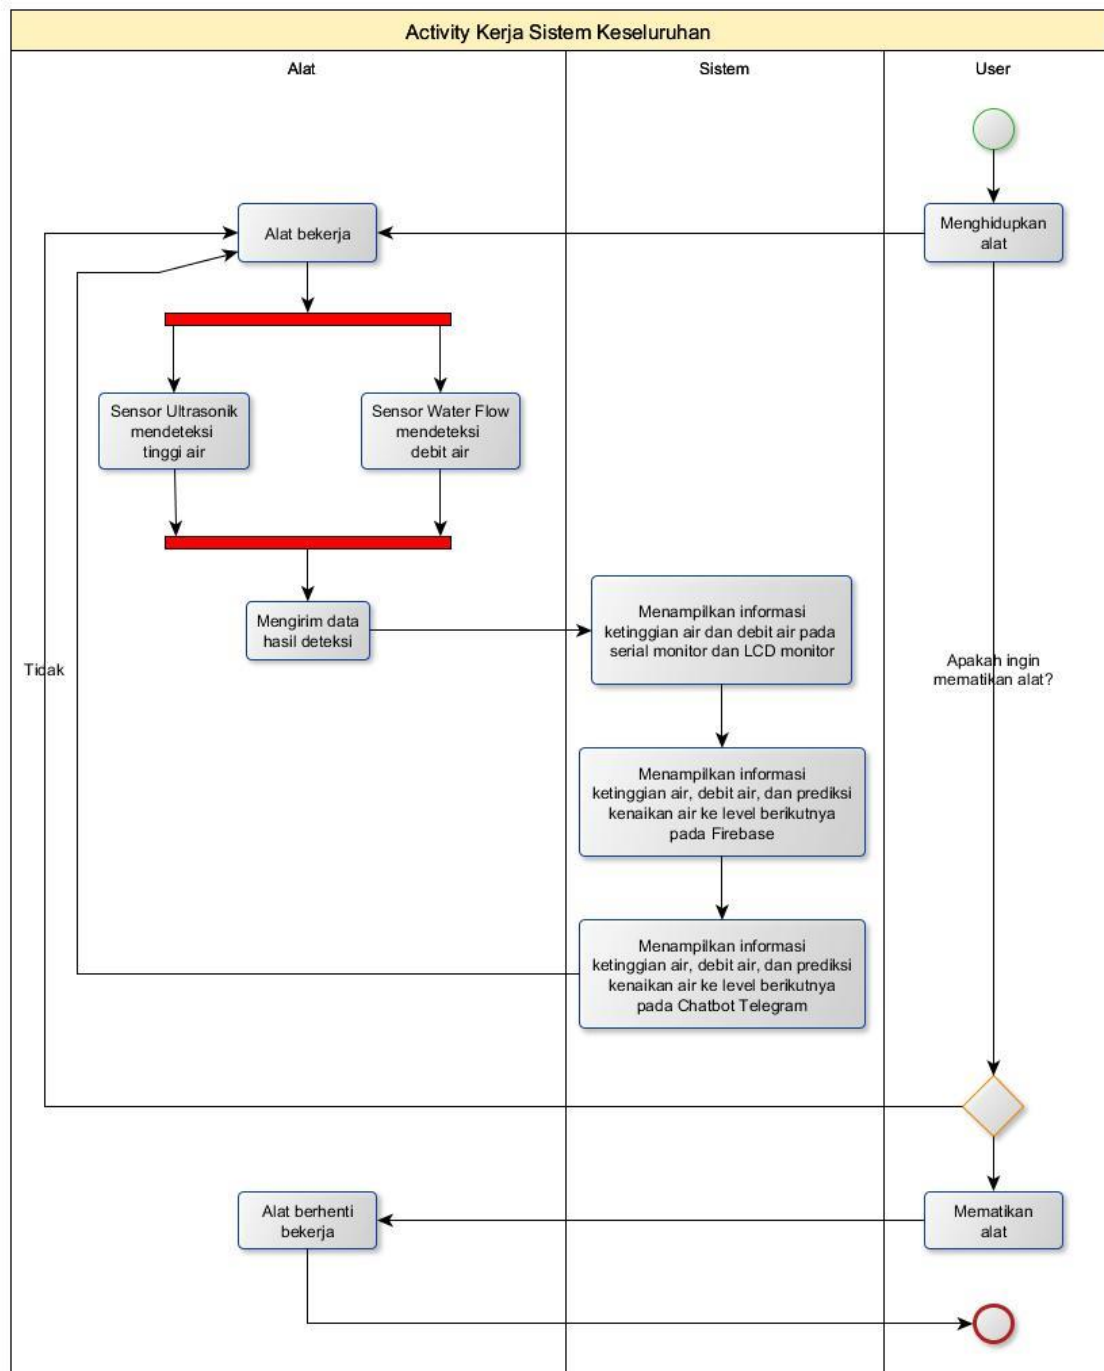 Activity Kerja Sistem Keseluruhan
Alat
Sistem
User
Alat bekerja
Menghidupkan
alat
Sensor Ultrasonik
mendeteksi
tinggi air
Sensor Water Flow
mendeteksi
debit air
Mengirim data
hasil deteksi
Menampilkan informasi
ketinggian air dan debit air pada
serial monitor dan LCD monitor
Tidak
Apakah ingin
mematikan alat?
Menampilkan informasi
ketinggian air, debit air, dan prediksi
kenaikan air ke level berikutnya
pada Firebase
Menampilkan informasi
ketinggian air, debit air, dan prediksi
kenaikan air ke level berikutnya
pada Chatbot Telegram
Alat berhenti
bekerja
Mematikan
alat